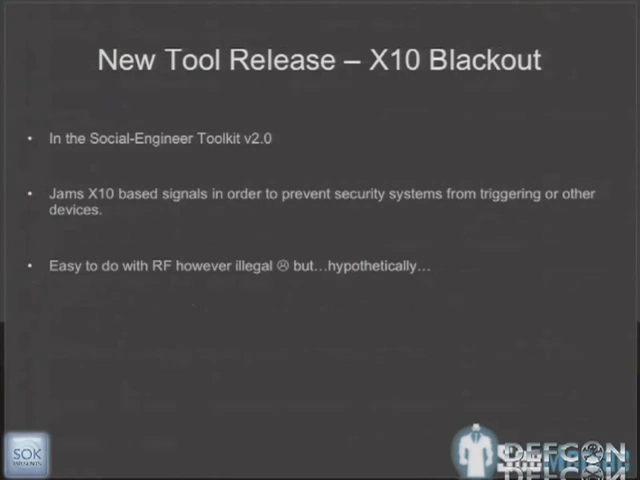 New Tool Release – X10 Blackout
• In the Social-Engineer Toolkit v2.0
• Jams X10 based signals in order to prevent security systems from triggering or other
devices.
• Easy to do with RF however illegal ☹ but…hypothetically…
SOK
PRESENTS
DEFCON